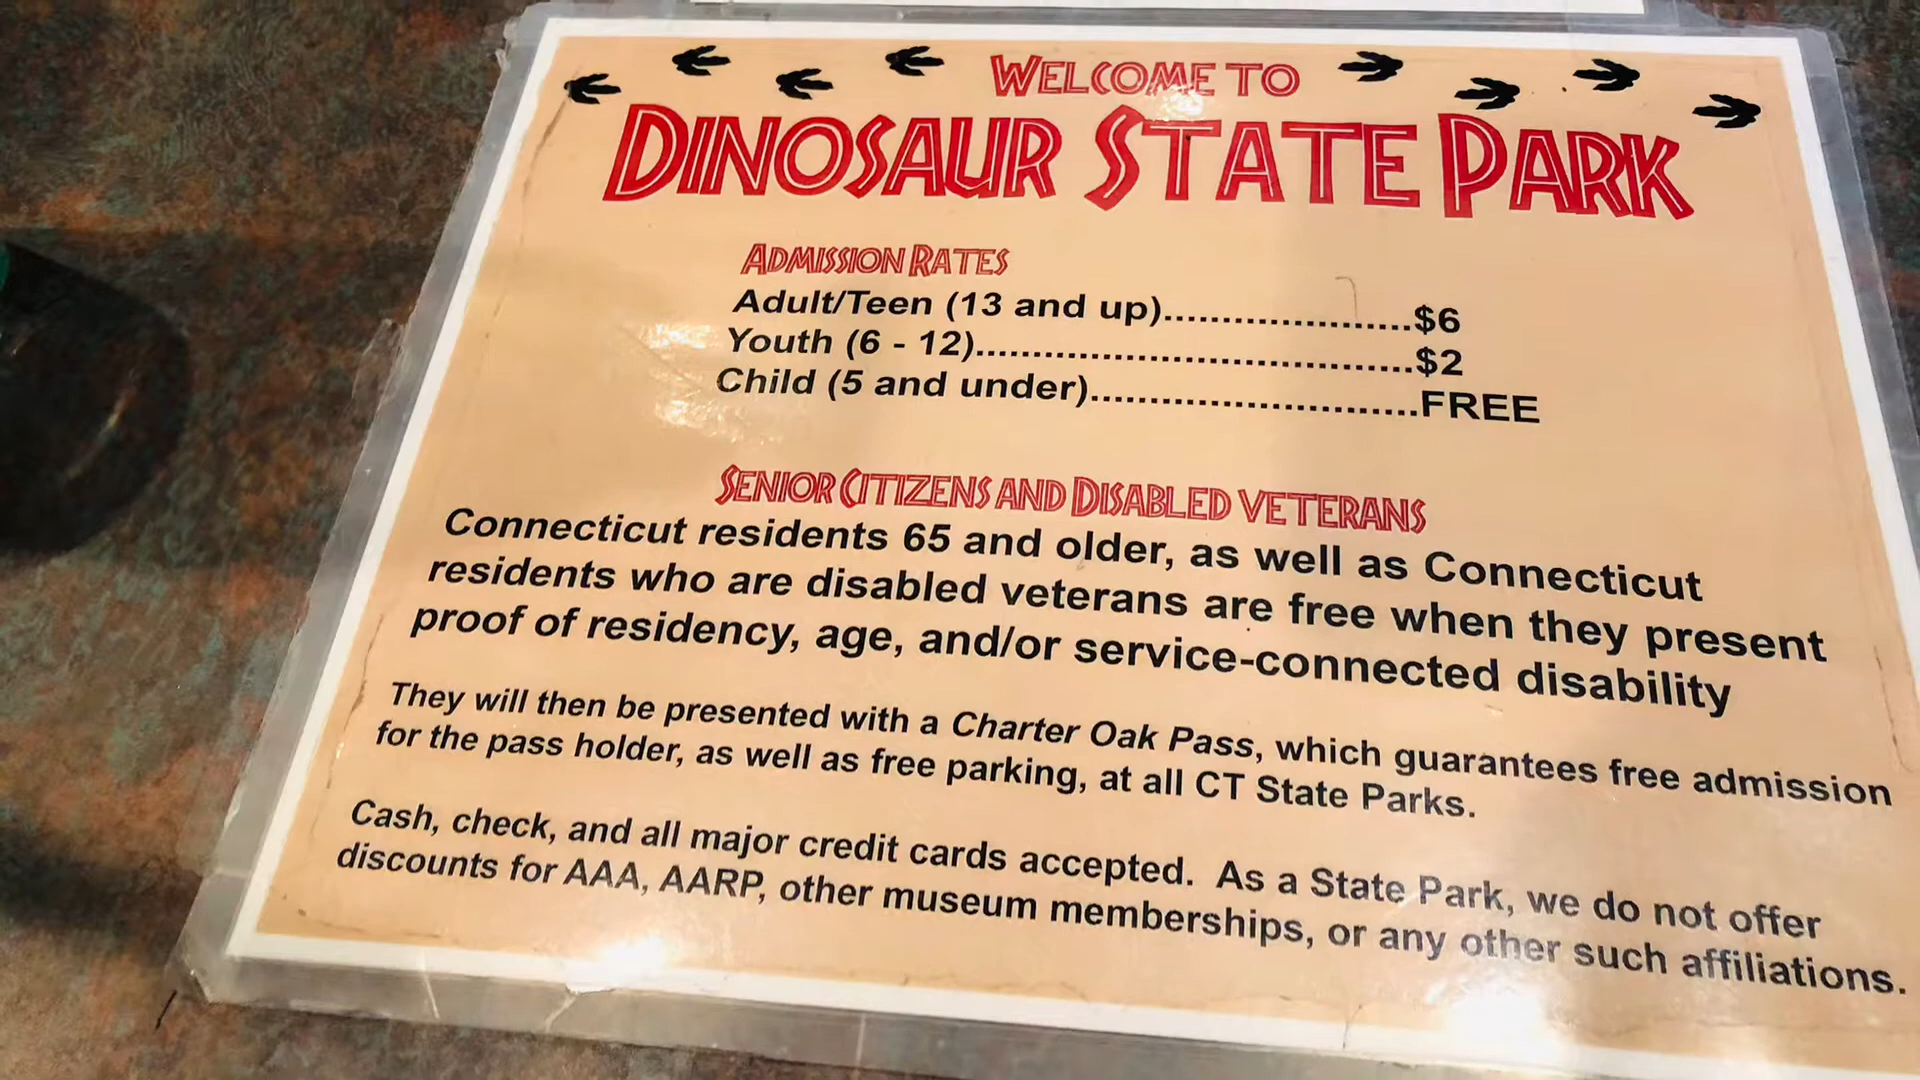 WELCOME TO
DINOSAUR STATE PARK
ADMISSION RATES
Adult/Teen (13 and up).....................$6
Youth (6 - 12).....................................$2
Child (5 and under)............................FREE
SENIOR CITIZENS AND DISABLED VETERANS
Connecticut residents 65 and older, as well as Connecticut
residents who are disabled veterans are free when they present
proof of residency, age, and/or service-connected disability
They will then be presented with a Charter Oak Pass, which guarantees free admission
for the pass holder, as well as free parking, at all CT State Parks.
Cash, check, and all major credit cards accepted. As a State Park, we do not offer
discounts for AAA, AARP, other museum memberships, or any other such affiliations.